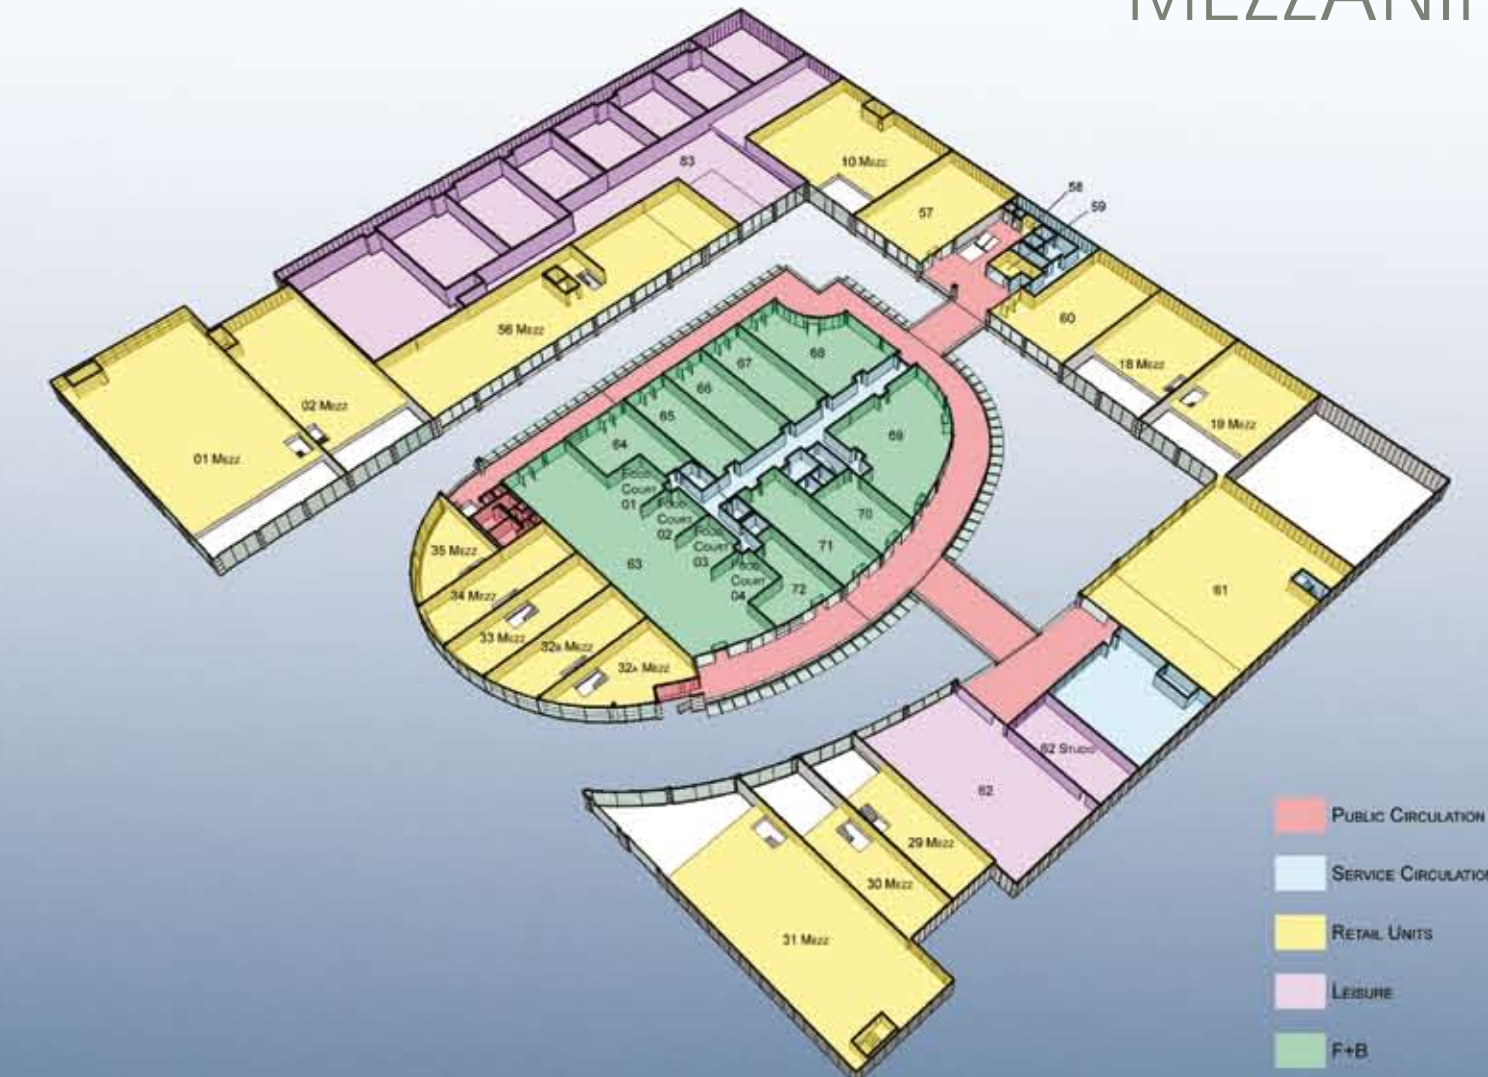 MEZZANIN
83
10 Mezz
57
58
59
56 Mezz
60
18 Mezz
19 Mezz
02 Mezz
01 Mezz
68
67
66
65
64
69
Food Court 01
Food Court 02
Food Court 03
Food Court 04
70
71
72
63
35 Mezz
34 Mezz
33 Mezz
32B Mezz
32A Mezz
61
62 Studio
62
29 Mezz
30 Mezz
31 Mezz
Public Circulation
Service Circulation
Retail Units
Leisure
F+B